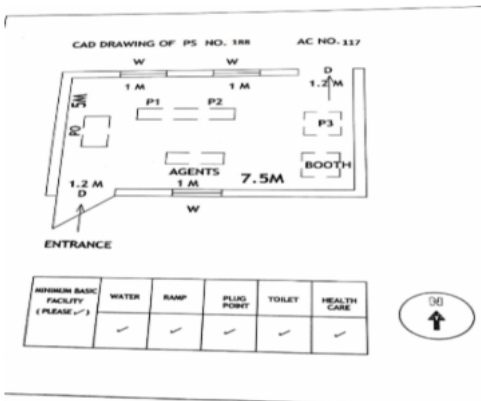 CAD DRAWING OF PS NO. 188 AC NO. 117
W W D
1 M 1 M 1.2 M
5M
P1 P2
PO P3
AGENTS BOOTH
1.2 M 1 M 7.5M
D
W
ENTRANCE
MINIMUM BASIC FACILITY (PLEASE ✓) WATER RAMP PLUG POINT TOILET HEALTH CARE
✓ ✓ ✓ ✓ ✓
N